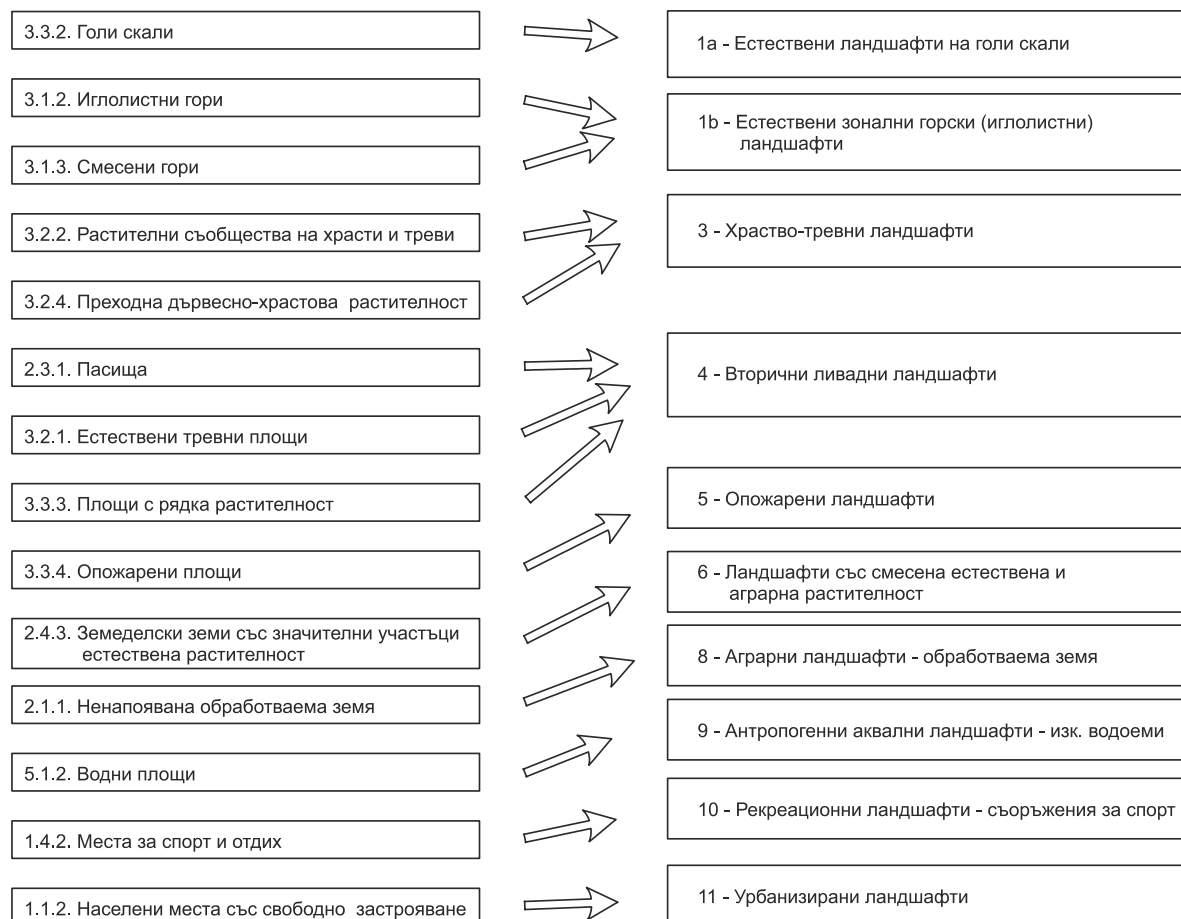 3.3.2. Голи скали
1a - Естествени ландшафти на голи скали
3.1.2. Иглолистни гори
1b - Естествени зонални горски (иглолистни)
ландшафти
3.1.3. Смесени гори
3.2.2. Растителни съобщества на храсти и треви
3 - Храство-тревни ландшафти
3.2.4. Преходна дървесно-храстова растителност
2.3.1. Пасища
4 - Вторични ливадни ландшафти
3.2.1. Естествени тревни площи
3.3.3. Площи с рядка растителност
5 - Опожарени ландшафти
3.3.4. Опожарени площи
6 - Ландшафти със смесена естествена и
аграрна растителност
2.4.3. Земеделски земи със значителни участъци
естествена растителност
8 - Аграрни ландшафти - обработваема земя
2.1.1. Ненапоявана обработваема земя
9 - Антропогенни аквални ландшафти - изк. водоеми
5.1.2. Водни площи
10 - Рекреационни ландшафти - съоръжения за спорт
1.4.2. Места за спорт и отдих
11 - Урбанизирани ландшафти
1.1.2. Населени места със свободно застрояване